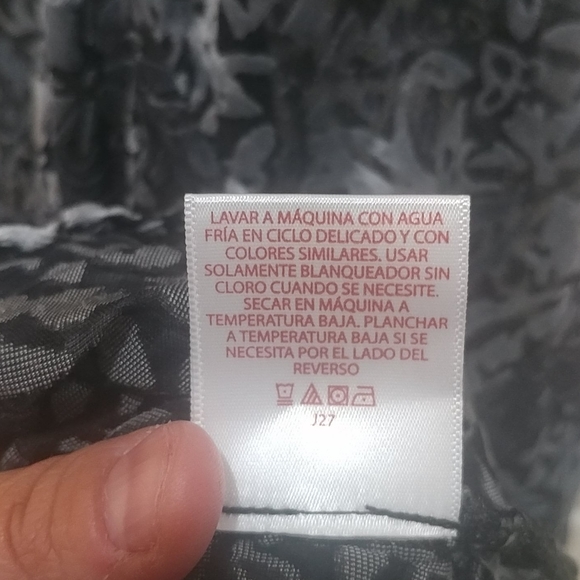 LAVAR A MÁQUINA CON AGUA
FRÍA EN CICLO DELICADO Y CON
COLORES SIMILARES. USAR
SOLAMENTE BLANQUEADOR SIN
CLORO CUANDO SE NECESITE.
SECAR EN MÁQUINA A
TEMPERATURA BAJA. PLANCHAR
A TEMPERATURA BAJA SI SE
NECESITA POR EL LADO DEL
REVERSO
J27